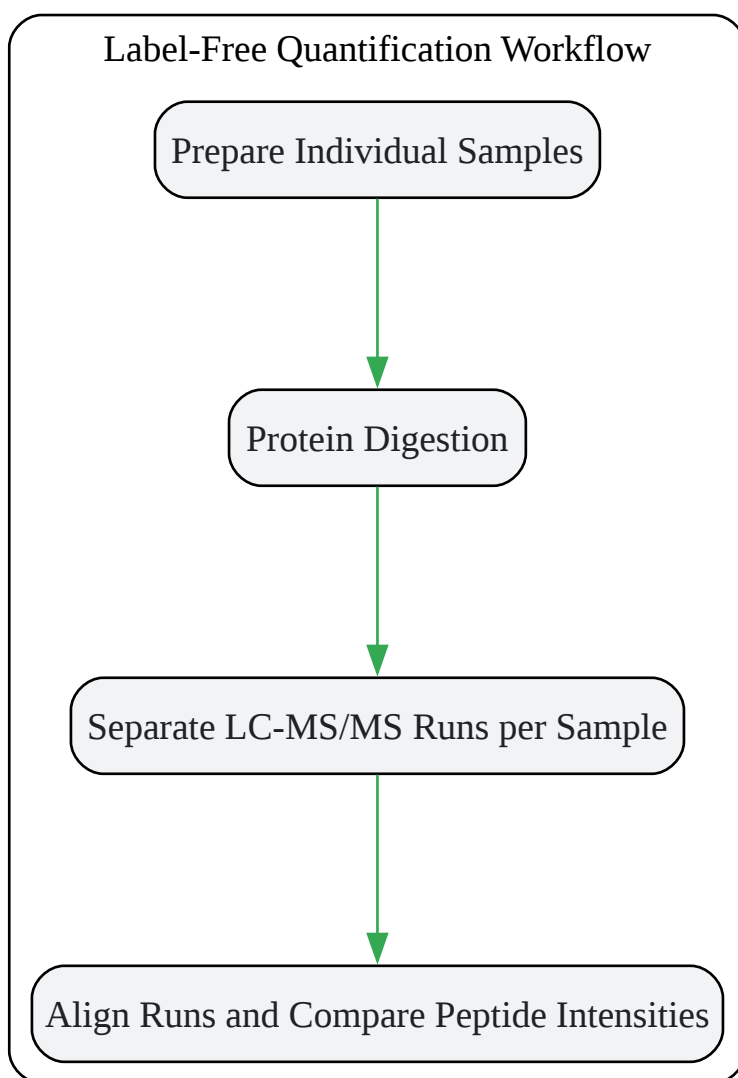 Label-Free Quantification Workflow
Prepare Individual Samples
Protein Digestion
Separate LC-MS/MS Runs per Sample
Align Runs and Compare Peptide Intensities